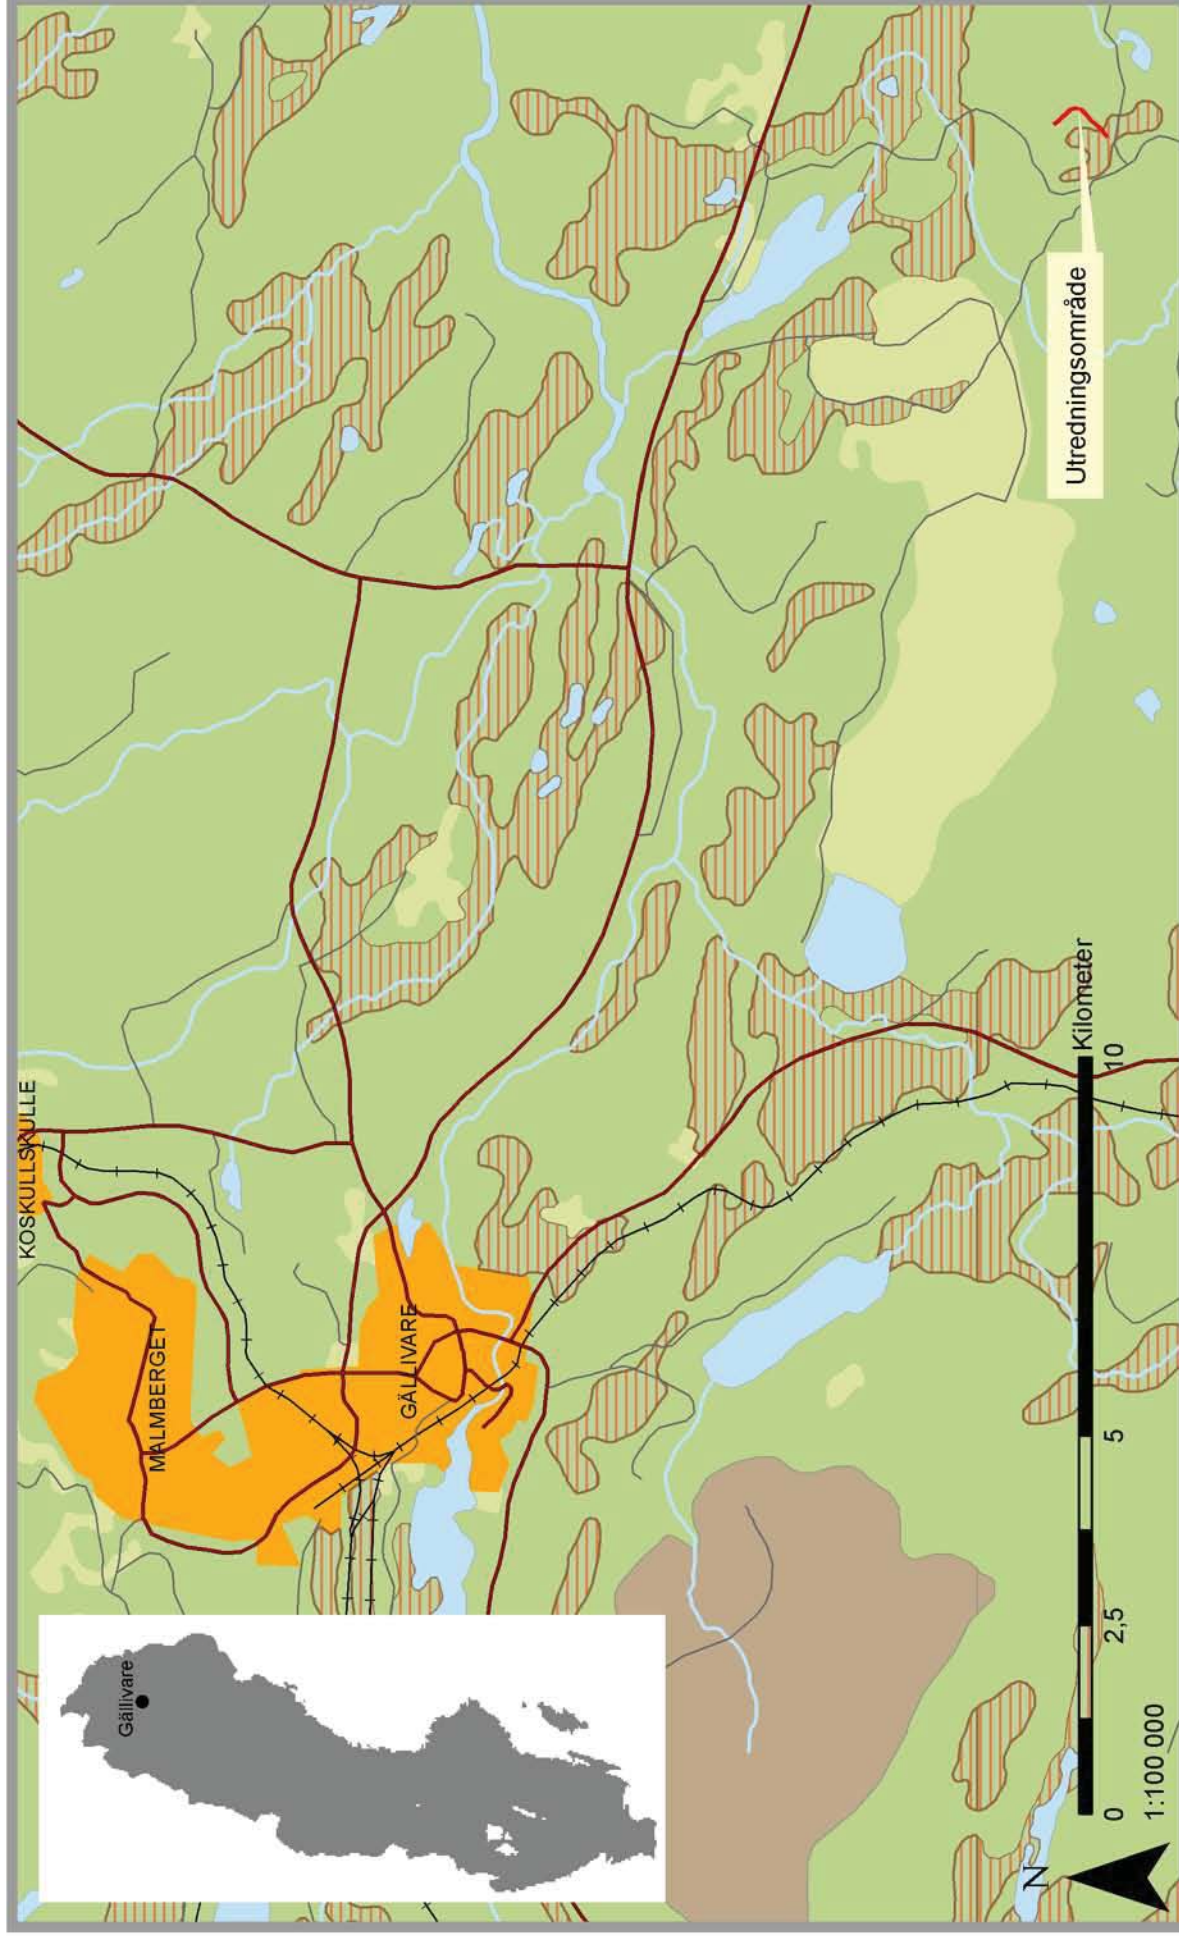 KOSKULLSKULLE
MALMBERGET
GÄLLIVARE
Gällivare
Utredningsområde
Kilometer
0 2,5 5 10
1:100 000
N